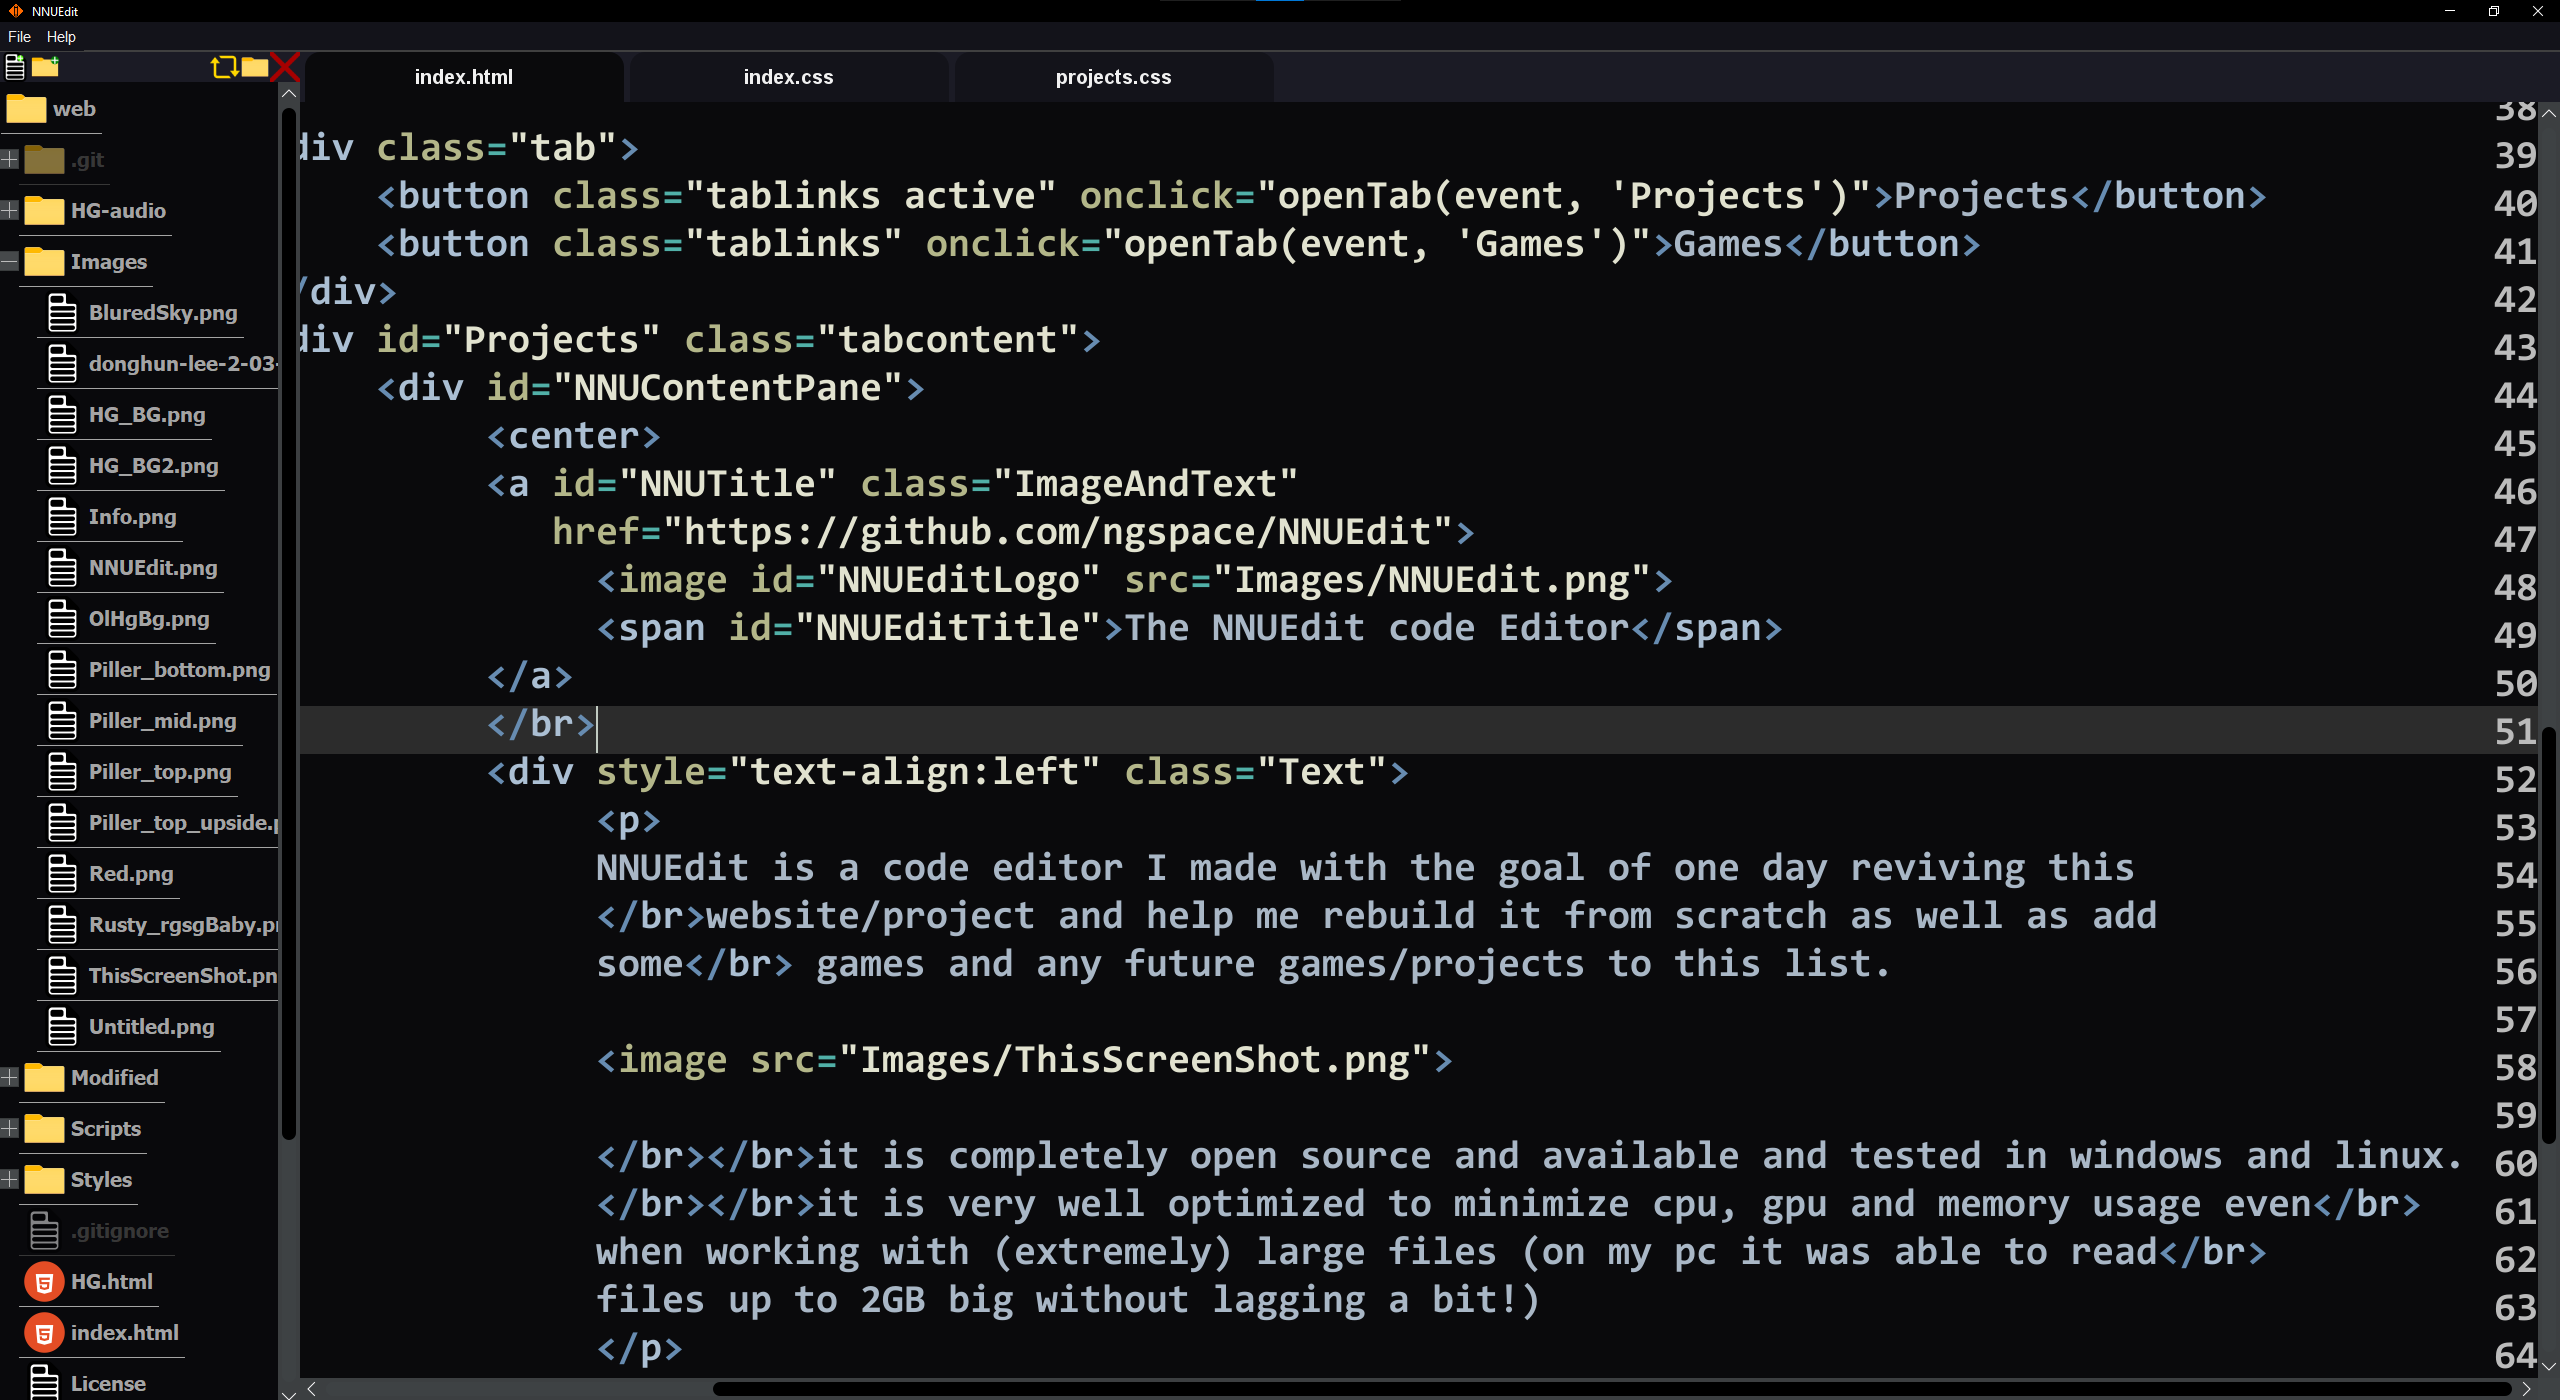 NNUEdit
File Help
index.html index.css projects.css
web
.git
HG-audio
Images
BluredSky.png
donghun-lee-2-03-
HG_BG.png
HG_BG2.png
Info.png
NNUEdit.png
OlHgBg.png
Piller_bottom.png
Piller_mid.png
Piller_top.png
Piller_top_upside.p
Red.png
Rusty_rgsgBaby.pn
ThisScreenShot.pn
Untitled.png
Modified
Scripts
Styles
.gitignore
HG.html
index.html
License
38
div class="tab"> 39
<button class="tablinks active" onclick="openTab(event, 'Projects')">Projects</button> 40
<button class="tablinks" onclick="openTab(event, 'Games')">Games</button> 41
/div> 42
div id="Projects" class="tabcontent"> 43
<div id="NNUContentPane"> 44
<center> 45
<a id="NNUTitle" class="ImageAndText" 46
href="https://github.com/ngspace/NNUEdit"> 47
<image id="NNUEditLogo" src="Images/NNUEdit.png"> 48
<span id="NNUEditTitle">The NNUEdit code Editor</span> 49
</a> 50
</br> 51
<div style="text-align:left" class="Text"> 52
<p> 53
NNUEdit is a code editor I made with the goal of one day reviving this 54
</br>website/project and help me rebuild it from scratch as well as add 55
some</br> games and any future games/projects to this list. 56
57
<image src="Images/ThisScreenShot.png"> 58
59
</br></br>it is completely open source and available and tested in windows and linux. 60
</br></br>it is very well optimized to minimize cpu, gpu and memory usage even</br> 61
when working with (extremely) large files (on my pc it was able to read</br> 62
files up to 2GB big without lagging a bit!) 63
</p> 64